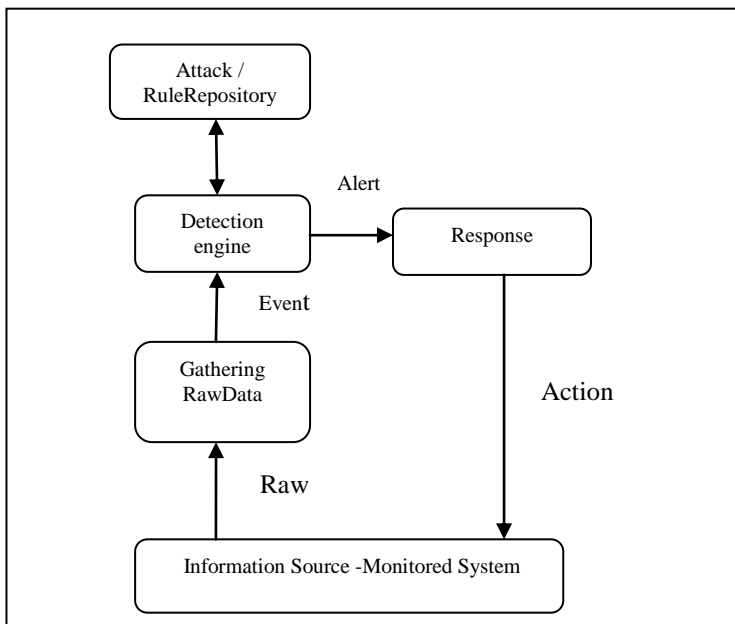 Attack /
RuleRepository
Alert
Detection
engine
Response
Event
Gathering
RawData
Action
Raw
Information Source -Monitored System